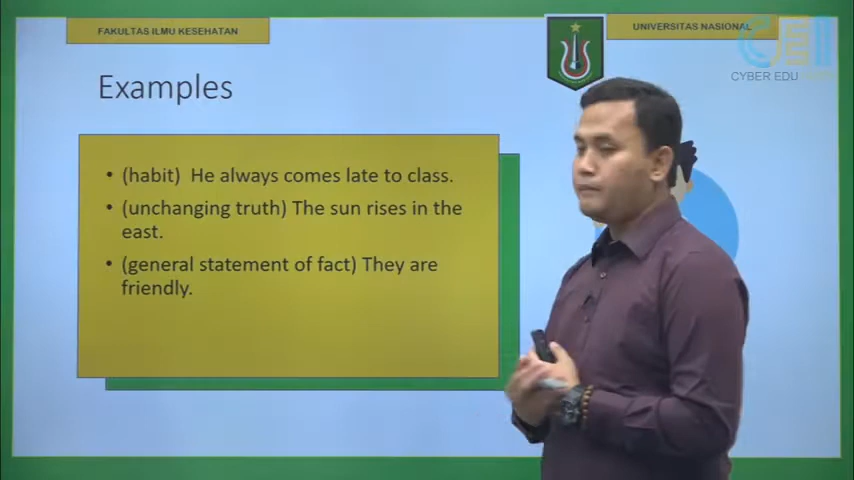 FAKULTAS ILMU KESEHATAN
UNIVERSITAS NASIONAL
CYBER EDU
Examples
• (habit)  He always comes late to class.
• (unchanging truth) The sun rises in the
east.
• (general statement of fact) They are
friendly.